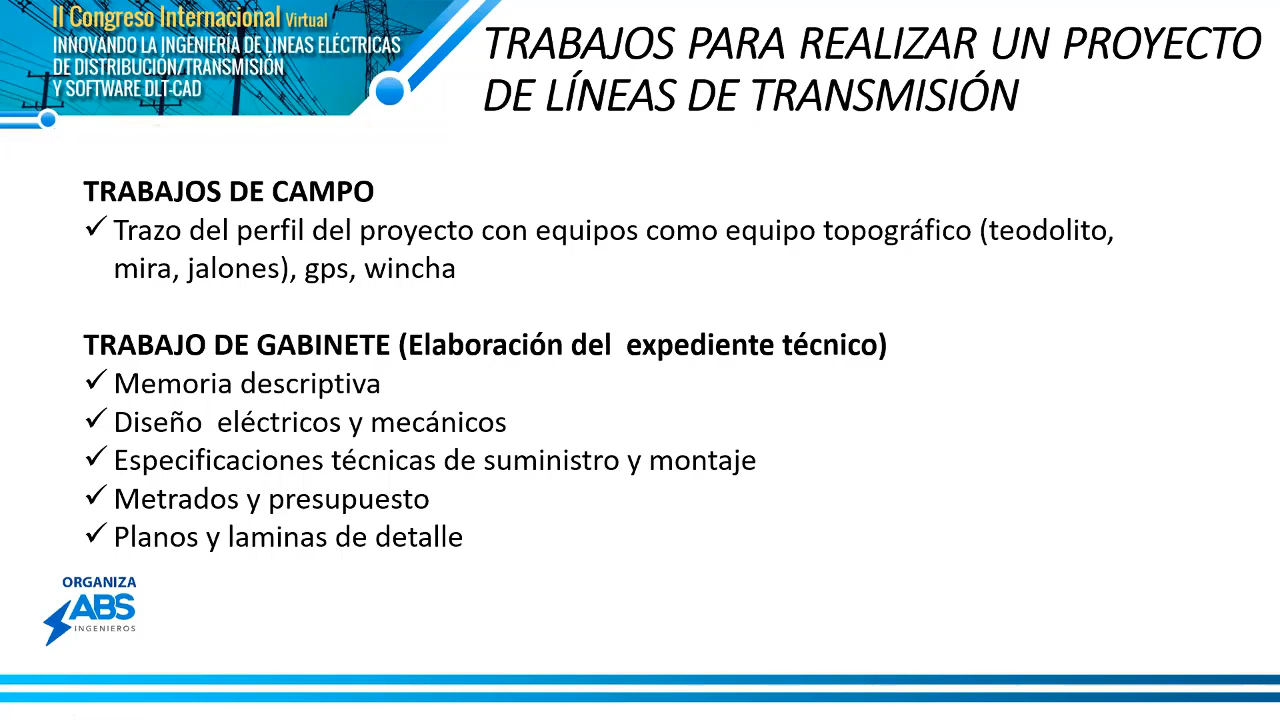 II Congreso Internacional Virtual
INNOVANDO LA INGENIERÍA DE LÍNEAS ELÉCTRICAS
DE DISTRIBUCIÓN/TRANSMISIÓN
Y SOFTWARE DLT-CAD
TRABAJOS PARA REALIZAR UN PROYECTO
DE LÍNEAS DE TRANSMISIÓN
TRABAJOS DE CAMPO
✓ Trazo del perfil del proyecto con equipos como equipo topográfico (teodolito,
mira, jalones), gps, wincha
TRABAJO DE GABINETE (Elaboración del  expediente técnico)
✓ Memoria descriptiva
✓ Diseño  eléctricos y mecánicos
✓ Especificaciones técnicas de suministro y montaje
✓ Metrados y presupuesto
✓ Planos y laminas de detalle
ORGANIZA
ABS
INGENIEROS